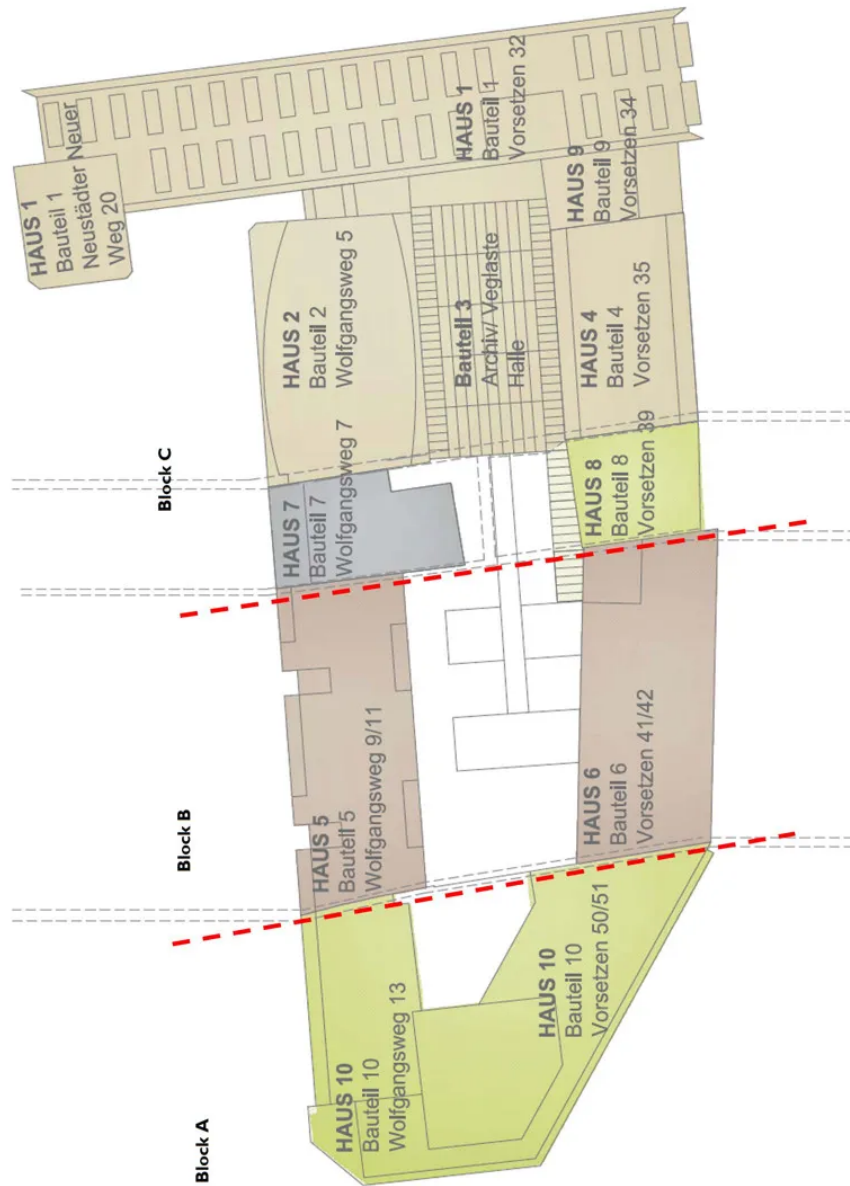 HAUS 1
Bauteil 1
Neustädter Neuer
Weg 20
HAUS 1
Bauteil 1
Vorsetzen 32
HAUS 9
Bauteil 9
Vorsetzen 34
HAUS 2
Bauteil 2
Wolfgangsweg 5
Bauteil 3
Archiv/ Veglaste
Halle
HAUS 4
Bauteil 4
Vorsetzen 35
Block C
HAUS 7
Bauteil 7
Wolfgangsweg 7
HAUS 8
Bauteil 8
Vorsetzen 39
Block B
HAUS 5
Bauteil 5
Wolfgangsweg 9/11
HAUS 6
Bauteil 6
Vorsetzen 41/42
Block A
HAUS 10
Bauteil 10
Wolfgangsweg 13
HAUS 10
Bauteil 10
Vorsetzen 50/51